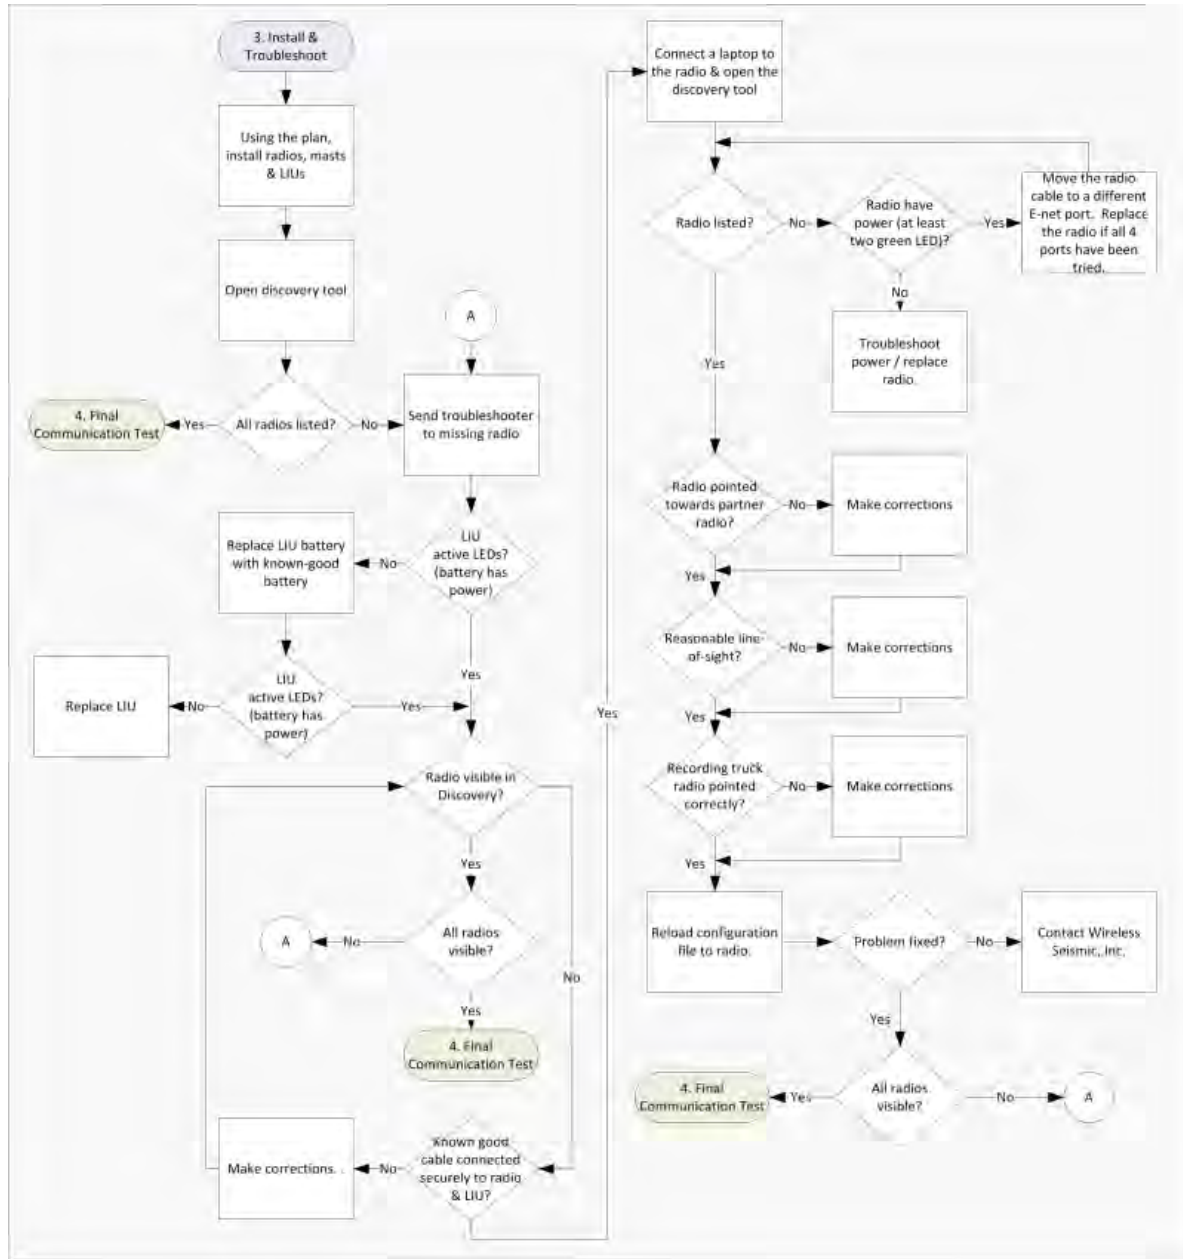 3. Install &
Troubleshoot
Using the plan,
install radios, masts
& LIUs
Open discovery tool
A
All radios listed?
Yes
4. Final
Communication Test
No
Send troubleshooter
to missing radio
LIU
active LEDs?
(battery has
power)
No
Replace LIU battery
with known-good
battery
Yes
LIU
active LEDs?
(battery has
power)
No
Replace LIU
Yes
Radio visible in
Discovery?
Yes
No
All radios
visible?
No
A
Yes
4. Final
Communication Test
Known good
cable connected
securely to radio
& LIU?
No
Make corrections. .
Yes
Connect a laptop to
the radio & open the
discovery tool
Radio listed?
No
Radio have
power (at least
two green LED)?
Yes
Move the radio
cable to a different
E-net port. Replace
the radio if all 4
ports have been
tried.
No
Troubleshoot
power / replace
radio.
Yes
Radio pointed
towards partner
radio?
No
Make corrections
Yes
Reasonable line-
of-sight?
No
Make corrections
Yes
Recording truck
radio pointed
correctly?
No
Make corrections
Yes
Reload configuration
file to radio.
Problem fixed?
No
Contact Wireless
Seismic, Inc.
Yes
All radios
visible?
Yes
4. Final
Communication Test
No
A